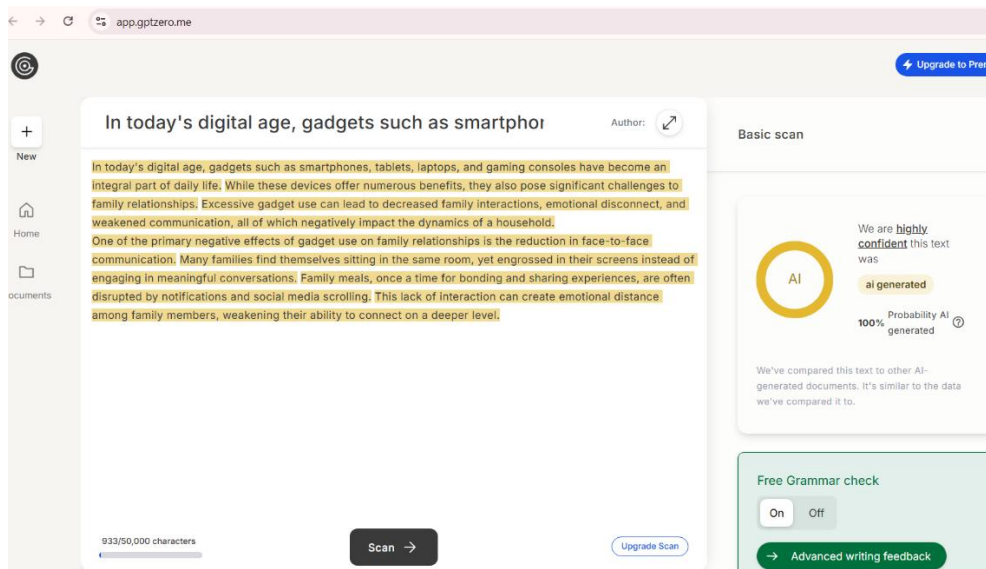 app.gptzero.me
Upgrade to Prem
New
Home
ocuments
In today's digital age, gadgets such as smartphor
Author:
In today's digital age, gadgets such as smartphones, tablets, laptops, and gaming consoles have become an
integral part of daily life. While these devices offer numerous benefits, they also pose significant challenges to
family relationships. Excessive gadget use can lead to decreased family interactions, emotional disconnect, and
weakened communication, all of which negatively impact the dynamics of a household.
One of the primary negative effects of gadget use on family relationships is the reduction in face-to-face
communication. Many families find themselves sitting in the same room, yet engrossed in their screens instead of
engaging in meaningful conversations. Family meals, once a time for bonding and sharing experiences, are often
disrupted by notifications and social media scrolling. This lack of interaction can create emotional distance
among family members, weakening their ability to connect on a deeper level.
933/50,000 characters
Scan
Upgrade Scan
Basic scan
AI
We are highly
confident this text
was
ai generated
100% Probability AI
generated
We've compared this text to other AI-
generated documents. It's similar to the data
we've compared it to.
Free Grammar check
On Off
Advanced writing feedback